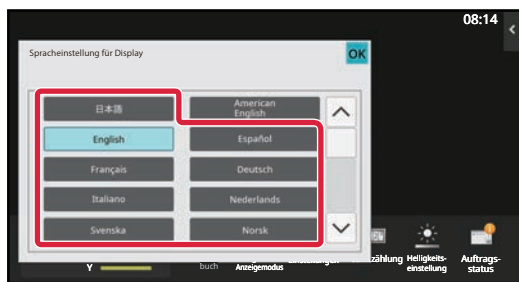 08:14
Spracheinstellung für Display
OK
日本語
American
English
English
Español
Français
Deutsch
Italiano
Nederlands
Svenska
Norsk
zählung
Helligkeits-
einstellung
Auftrags-
status
Y
buch
Anzeigemodus